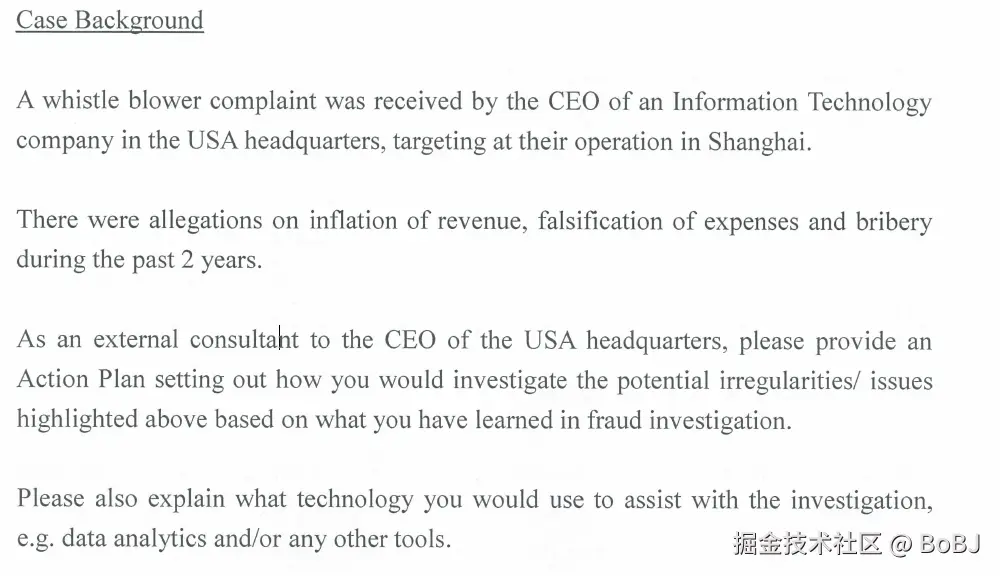 Case Background
A whistle blower complaint was received by the CEO of an Information Technology
company in the USA headquarters, targeting at their operation in Shanghai.
There were allegations on inflation of revenue, falsification of expenses and bribery
during the past 2 years.
As an external consultant to the CEO of the USA headquarters, please provide an
Action Plan setting out how you would investigate the potential irregularities/ issues
highlighted above based on what you have learned in fraud investigation.
Please also explain what technology you would use to assist with the investigation,
e.g. data analytics and/or any other tools.
掘金技术社区 @ BoBJ